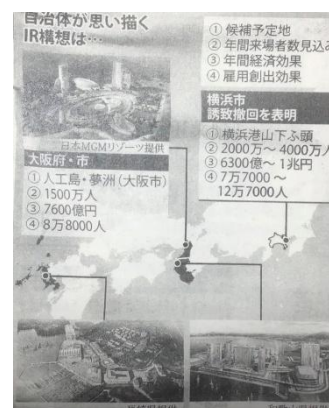 自治体が思い描く
IR構想は…
日本MGMリゾーツ提供
大阪府・市
①人工島・夢洲(大阪市)
②1500万人
③7600億円
④8万8000人
①候補予定地
②年間来場者数見込み
③年間経済効果
④雇用創出効果
横浜市
誘致撤回を表明
①横浜港山下ふ頭
②2000万〜4000万人
③6300億〜1兆円
④7万7000〜
12万7000人